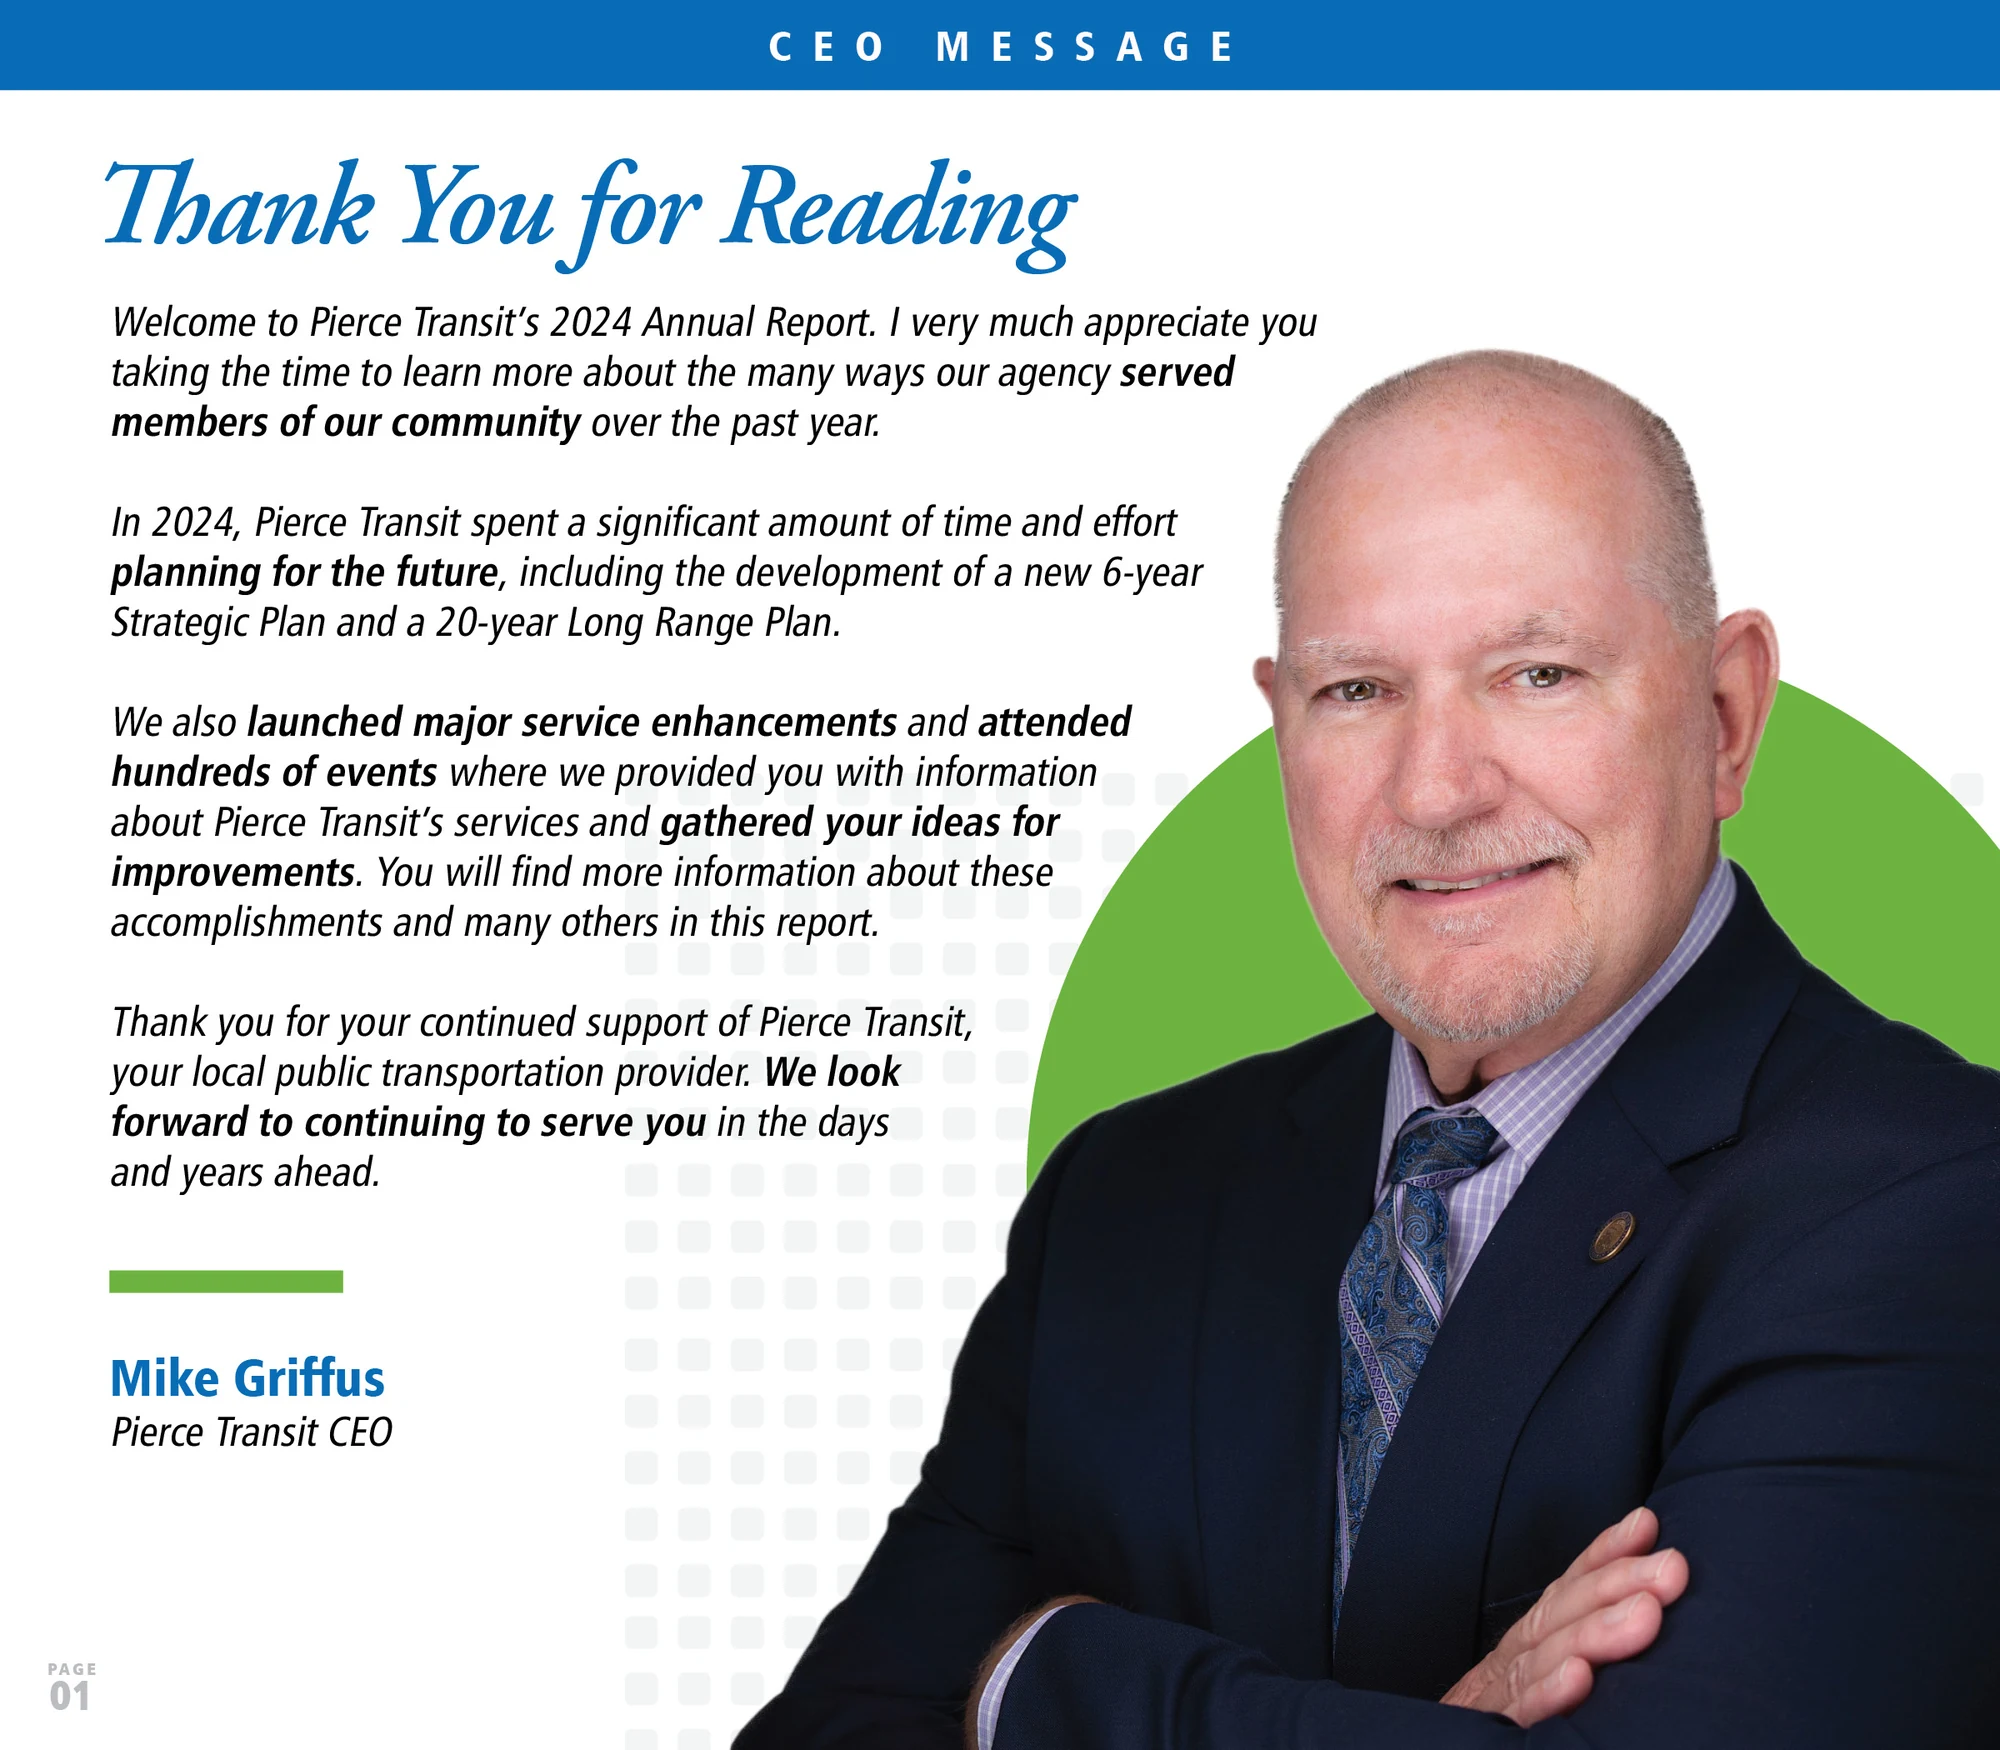 CEO MESSAGE
Thank You for Reading
Welcome to Pierce Transit’s 2024 Annual Report. I very much appreciate you
taking the time to learn more about the many ways our agency served
members of our community over the past year.
In 2024, Pierce Transit spent a significant amount of time and effort
planning for the future, including the development of a new 6-year
Strategic Plan and a 20-year Long Range Plan.
We also launched major service enhancements and attended
hundreds of events where we provided you with information
about Pierce Transit’s services and gathered your ideas for
improvements. You will find more information about these
accomplishments and many others in this report.
Thank you for your continued support of Pierce Transit,
your local public transportation provider. We look
forward to continuing to serve you in the days
and years ahead.
Mike Griffus
Pierce Transit CEO
PAGE
01